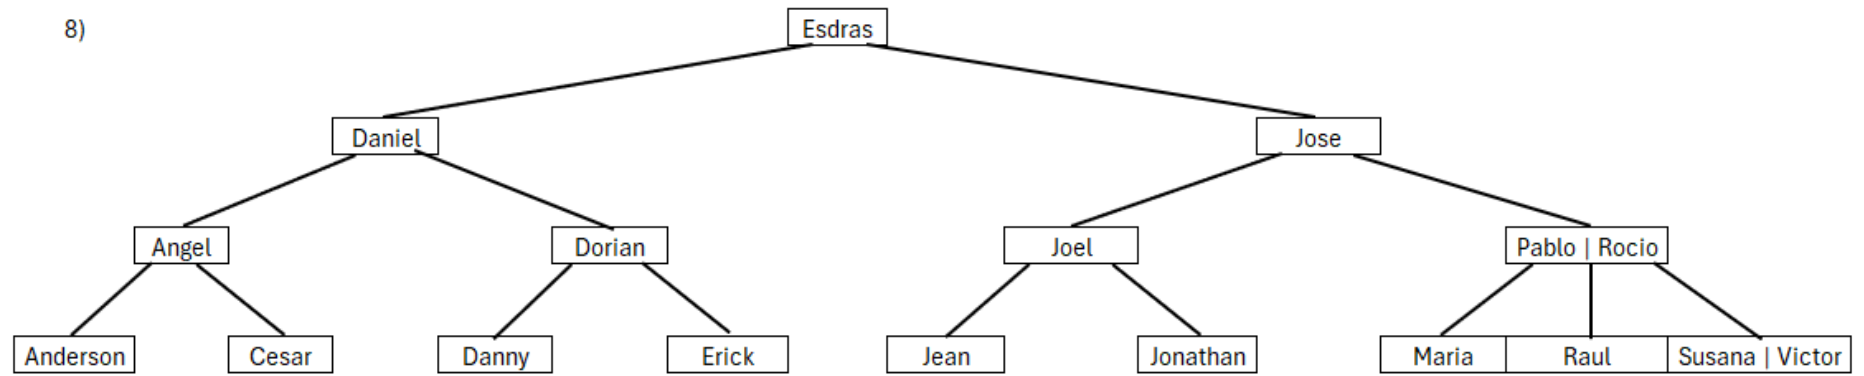 8)
Esdras
Daniel
Jose
Angel
Dorian
Joel
Pablo | Rocio
Anderson
Cesar
Danny
Erick
Jean
Jonathan
Maria
Raul
Susana | Victor